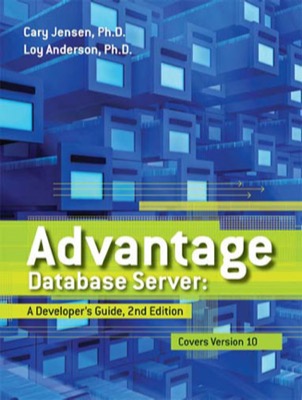 Cary Jensen, Ph.D.
Loy Anderson, Ph.D.
Advantage
Database Server:
A Developer's Guide, 2nd Edition
Covers Version 10